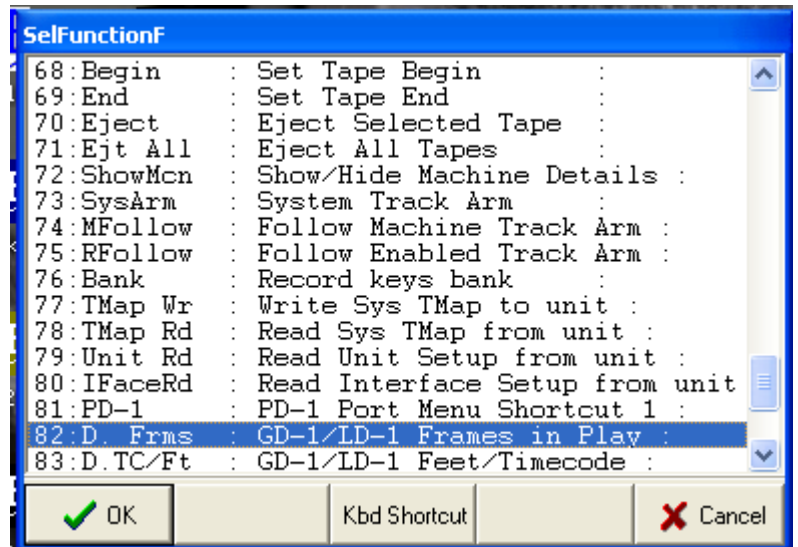 SelFunctionF
68:Begin : Set Tape Begin :
69:End : Set Tape End :
70:Eject : Eject Selected Tape :
71:Ejt All : Eject All Tapes :
72:ShowMcn : Show/Hide Machine Details :
73:SysArm : System Track Arm :
74:MFollow : Follow Machine Track Arm :
75:RFollow : Follow Enabled Track Arm :
76:Bank : Record keys bank :
77:TMap Wr : Write Sys TMap to unit :
78:TMap Rd : Read Sys TMap from unit :
79:Unit Rd : Read Unit Setup from unit :
80:IFaceRd : Read Interface Setup from unit
81:PD-1 : PD-1 Port Menu Shortcut 1 :
82:D. Frms : GD-1/LD-1 Frames in Play :
83:D.TC/Ft : GD-1/LD-1 Feet/Timecode :
OK Kbd Shortcut Cancel